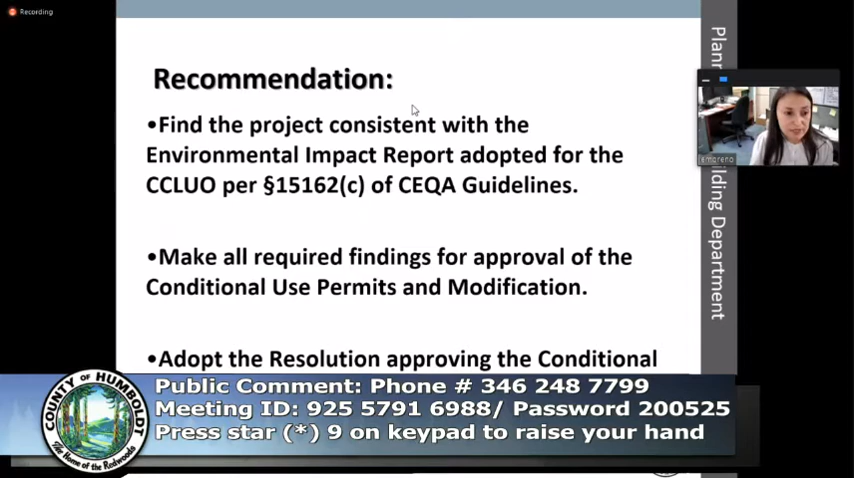 Recording
Recommendation:
•Find the project consistent with the
Environmental Impact Report adopted for the
CCLUO per §15162(c) of CEQA Guidelines.
•Make all required findings for approval of the
Conditional Use Permits and Modification.
•Adopt the Resolution approving the Conditional
ilding Department
emoreno
COUNTY OF HUMBOLDT
The Home of the Redwoods
Public Comment: Phone # 346 248 7799
Meeting ID: 925 5791 6988/ Password 200525
Press star (*) 9 on keypad to raise your hand